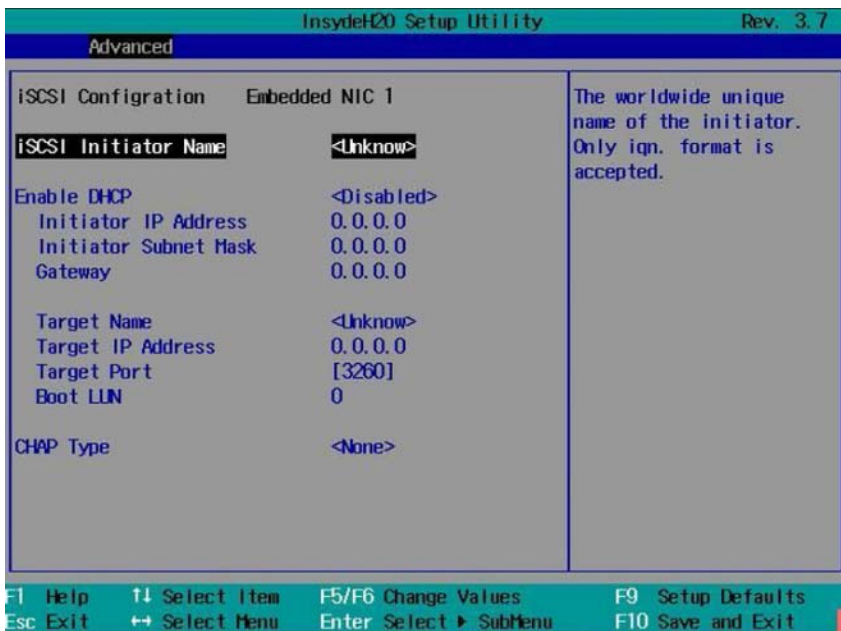 InsydeH20 Setup Utility Rev. 3.7
Advanced
iSCSI Configration Embedded NIC 1
iSCSI Initiator Name <Unknow>
Enable DHCP <Disabled>
Initiator IP Address 0.0.0.0
Initiator Subnet Mask 0.0.0.0
Gateway 0.0.0.0
Target Name <Unknow>
Target IP Address 0.0.0.0
Target Port [3260]
Boot LUN 0
CHAP Type <None>
The worldwide unique
name of the initiator.
Only iqn. format is
accepted.
F1 Help ↑↓ Select Item F5/F6 Change Values F9 Setup Defaults
Esc Exit ↔ Select Menu Enter Select ▶ SubMenu F10 Save and Exit